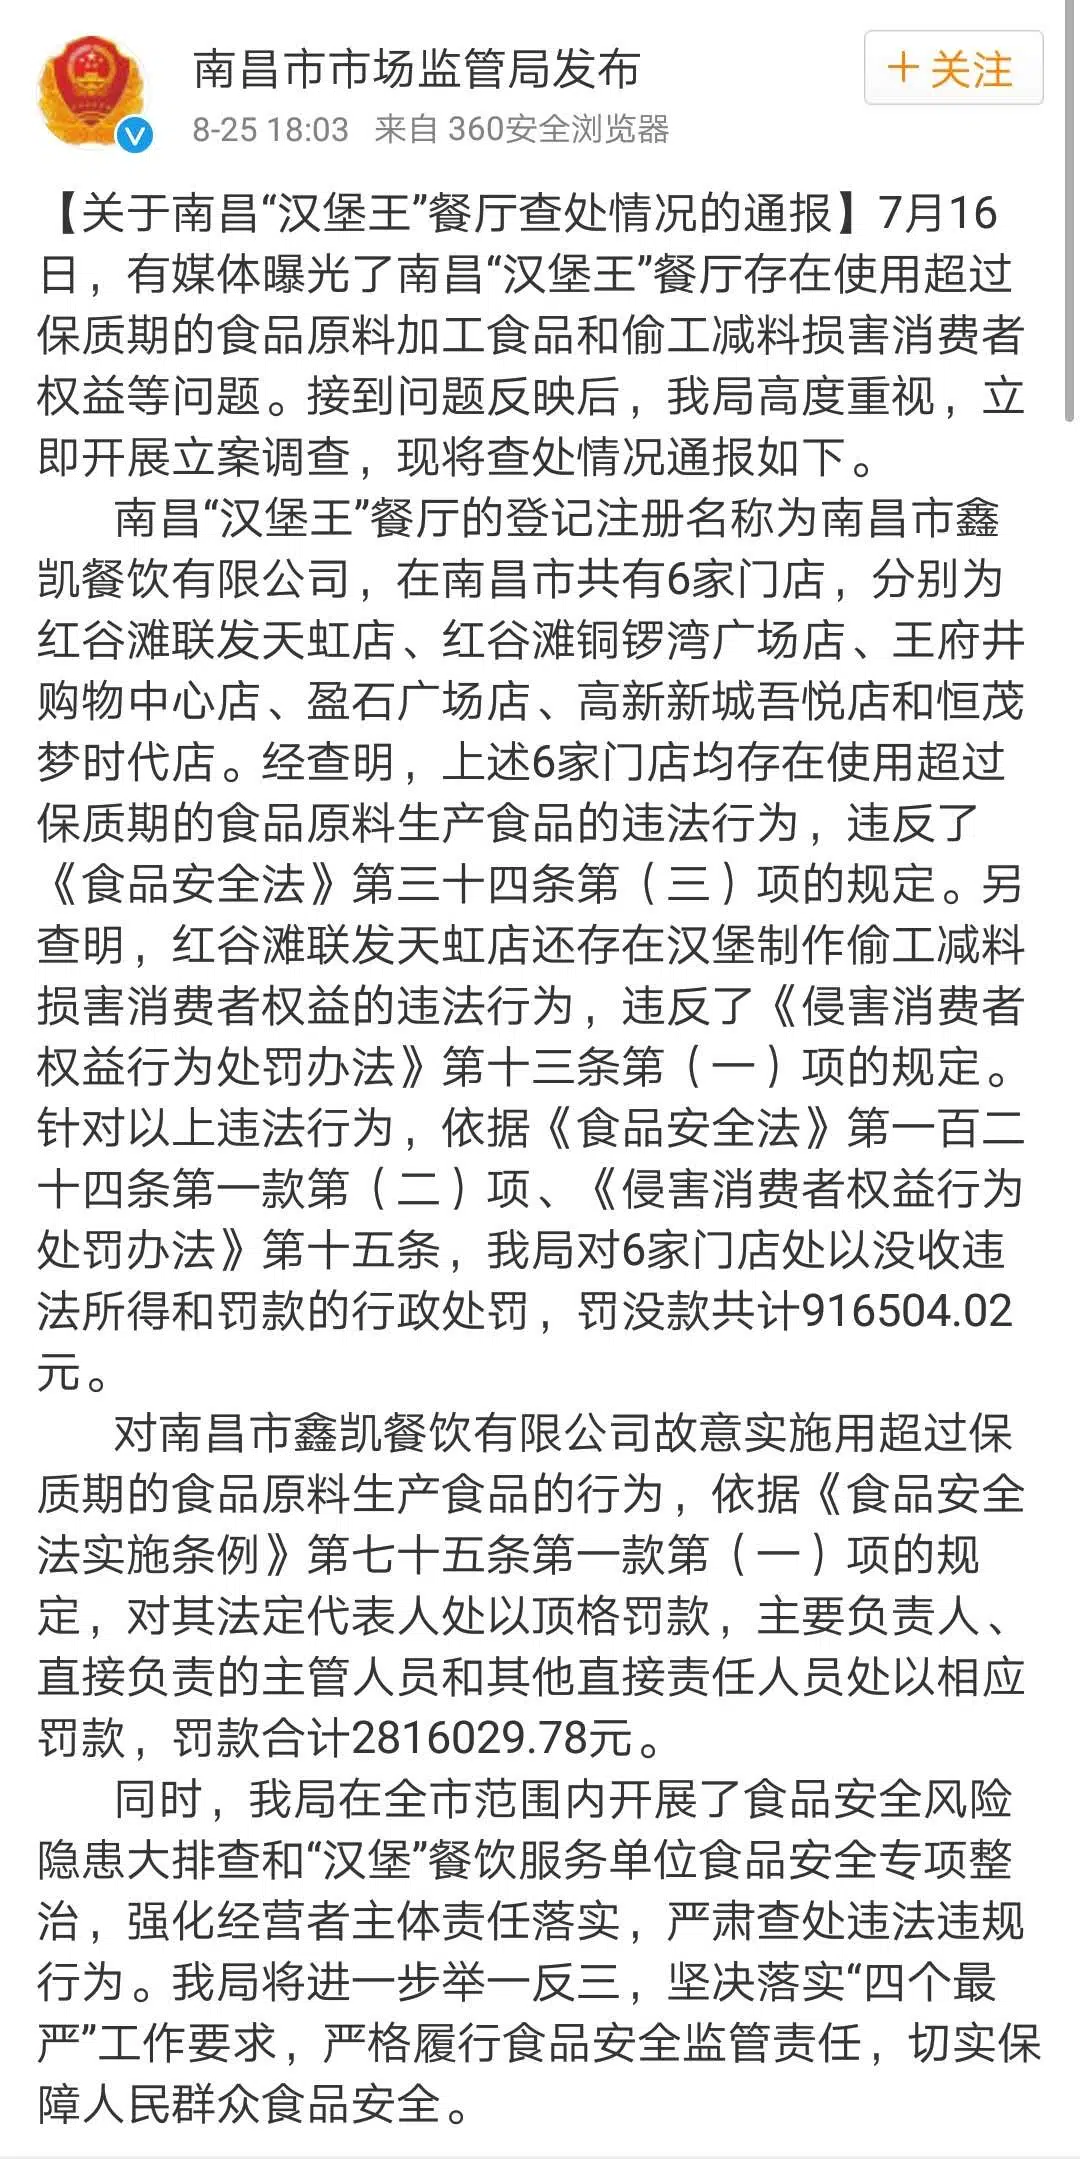 南昌市市场监管局发布
+ 关注
8-25 18:03 来自 360安全浏览器
【关于南昌“汉堡王”餐厅查处情况的通报】7月16
日，有媒体曝光了南昌“汉堡王”餐厅存在使用超过
保质期的食品原料加工食品和偷工减料损害消费者
权益等问题。接到问题反映后，我局高度重视，立
即开展立案调查，现将查处情况通报如下。
南昌“汉堡王”餐厅的登记注册名称为南昌市鑫
凯餐饮有限公司，在南昌市共有6家门店，分别为
红谷滩联发天虹店、红谷滩铜锣湾广场店、王府井
购物中心店、盈石广场店、高新新城吾悦店和恒茂
梦时代店。经查明，上述6家门店均存在使用超过
保质期的食品原料生产食品的违法行为，违反了
《食品安全法》第三十四条第（三）项的规定。另
查明，红谷滩联发天虹店还存在汉堡制作偷工减料
损害消费者权益的违法行为，违反了《侵害消费者
权益行为处罚办法》第十三条第（一）项的规定。
针对以上违法行为，依据《食品安全法》第一百二
十四条第一款第（二）项、《侵害消费者权益行为
处罚办法》第十五条，我局对6家门店处以没收违
法所得和罚款的行政处罚，罚没款共计916504.02
元。
对南昌市鑫凯餐饮有限公司故意实施用超过保
质期的食品原料生产食品的行为，依据《食品安全
法实施条例》第七十五条第一款第（一）项的规
定，对其法定代表人处以顶格罚款，主要负责人、
直接负责的主管人员和其他直接责任人员处以相应
罚款，罚款合计2816029.78元。
同时，我局在全市范围内开展了食品安全风险
隐患大排查和“汉堡”餐饮服务单位食品安全专项整
治，强化经营者主体责任落实，严肃查处违法违规
行为。我局将进一步举一反三，坚决落实“四个最
严”工作要求，严格履行食品安全监管责任，切实保
障人民群众食品安全。